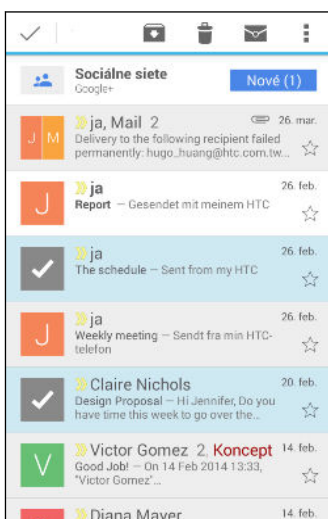 Sociálne siete
Google+
Nové (1)
J M
ja, Mail 2
26. mar.
Delivery to the following recipient failed
permanently: hugo_huang@htc.com.tw...
J
ja
26. feb.
Report – Gesendet mit meinem HTC
ja
26. feb.
The schedule – Sent from my HTC
J
ja
26. feb.
Weekly meeting – Sendt fra min HTC-
telefon
Claire Nichols
20. feb.
Design Proposal – Hi Jennifer, Do you
have time this week to go over the...
V
Victor Gomez 2, Koncept
14. feb.
Good Job! – On 14 Feb 2014 13:33,
"Victor Gomez"...
Diana Mayer
14. feb.